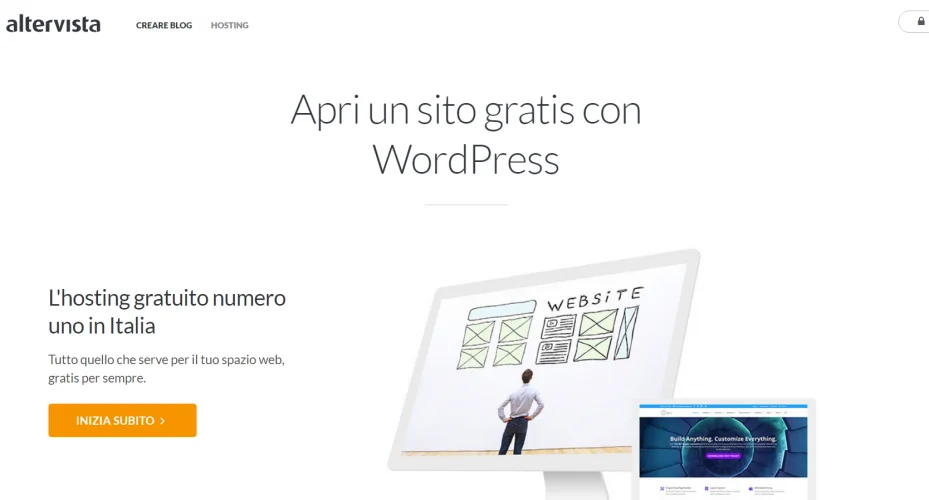 altervista
CREARE BLOG
HOSTING
Apri un sito gratis con
WordPress
L'hosting gratuito numero
uno in Italia
Tutto quello che serve per il tuo spazio web,
gratis per sempre.
INIZIA SUBITO
WEBSITE
Build Anything. Customize Everything.